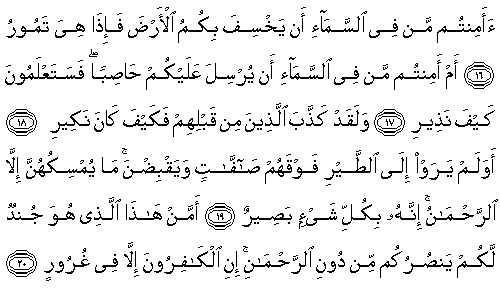 ءَأَمِنتُم مَّن فِى ٱلسَّمَآءِ أَن يَخْسِفَ بِكُمُ ٱلْأَرْضَ فَإِذَا هِىَ تَمُورُ
١٦ أَمْ أَمِنتُم مَّن فِى ٱلسَّمَآءِ أَن يُرْسِلَ عَلَيْكُمْ حَاصِبًا ۖ فَسَتَعْلَمُونَ
كَيْفَ نَذِيرِ ١٧ وَلَقَدْ كَذَّبَ ٱلَّذِينَ مِن قَبْلِهِمْ فَكَيْفَ كَانَ نَكِيرِ ١٨
أَوَلَمْ يَرَوْا۟ إِلَى ٱلطَّيْرِ فَوْقَهُمْ صَـٰٓفَّـٰتٍ وَيَقْبِضْنَ ۚ مَا يُمْسِكُهُنَّ إِلَّا
ٱلرَّحْمَـٰنُ ۚ إِنَّهُۥ بِكُلِّ شَىْءٍۭ بَصِيرٌ ١٩ أَمَّنْ هَـٰذَا ٱلَّذِى هُوَ جُندٌ
لَّكُمْ يَنصُرُكُم مِّن دُونِ ٱلرَّحْمَـٰنِ ۚ إِنِ ٱلْكَـٰفِرُونَ إِلَّا فِى غُرُورٍ ٢٠